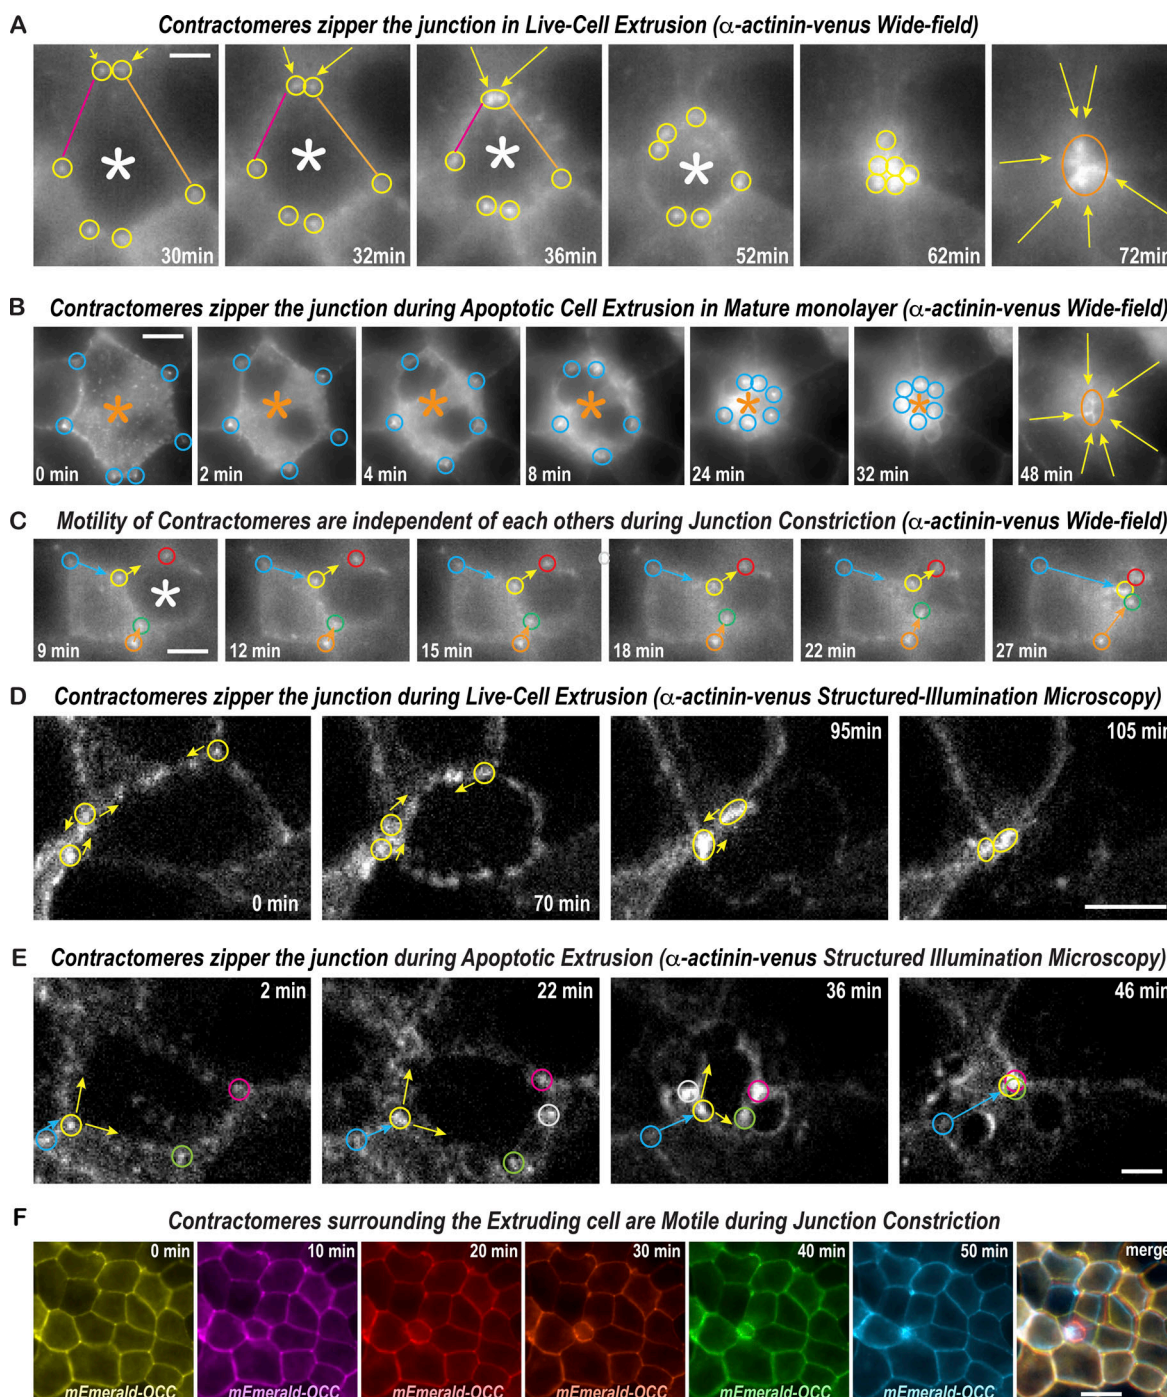 A Contractomeres zipper the junction in Live-Cell Extrusion (α-actinin-venus Wide-field)
30min 32min 36min 52min 62min 72min
B Contractomeres zipper the junction during Apoptotic Cell Extrusion in Mature monolayer (α-actinin-venus Wide-field)
0 min 2 min 4 min 8 min 24 min 32 min 48 min
C Motility of Contractomeres are independent of each others during Junction Constriction (α-actinin-venus Wide-field)
9 min 12 min 15 min 18 min 22 min 27 min
D Contractomeres zipper the junction during Live-Cell Extrusion (α-actinin-venus Structured-Illumination Microscopy)
0 min 70 min 95min 105 min
E Contractomeres zipper the junction during Apoptotic Extrusion (α-actinin-venus Structured Illumination Microscopy)
2 min 22 min 36 min 46 min
F Contractomeres surrounding the Extruding cell are Motile during Junction Constriction
0 min 10 min 20 min 30 min 40 min 50 min merge
mEmerald-OCC mEmerald-OCC mEmerald-OCC mEmerald-OCC mEmerald-OCC mEmerald-OCC